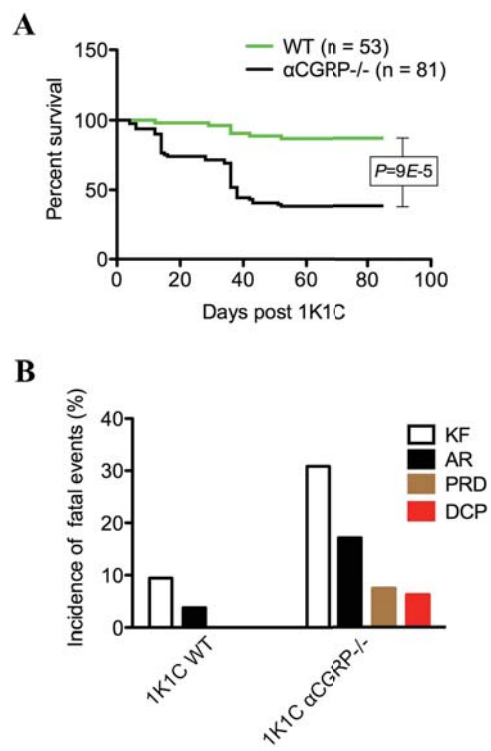 A
WT (n = 53)
αCGRP-/- (n = 81)
Percent survival
150
100
50
0
P=9E-5
0 20 40 60 80 100
Days post 1K1C
B
Incidence of fatal events (%)
40
30
20
10
0
KF
AR
PRD
DCP
1K1C WT
1K1C αCGRP-/-